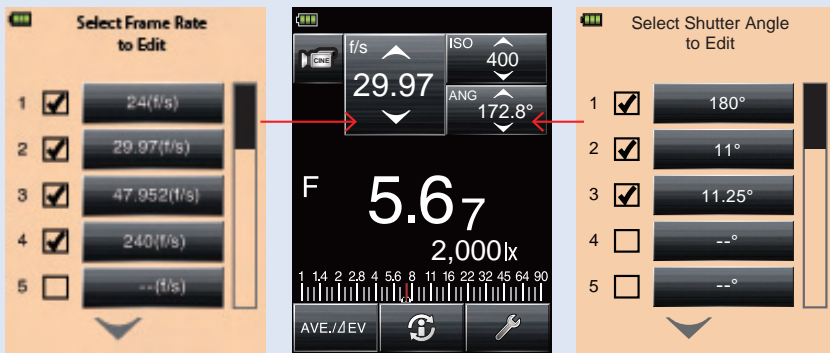 Select Frame Rate
to Edit
1 24(f/s)
2 29.97(f/s)
3 47.952(f/s)
4 240(f/s)
5 --(f/s)
CINE
f/s
29.97
ISO
400
ANG
172.8°
F 5.6 7
2,000 lx
1 1.4 2 2.8 4 5.6 8 11 16 22 32 45 64 90
AVE./⊿EV
Select Shutter Angle
to Edit
1 180°
2 11°
3 11.25°
4 --°
5 --°